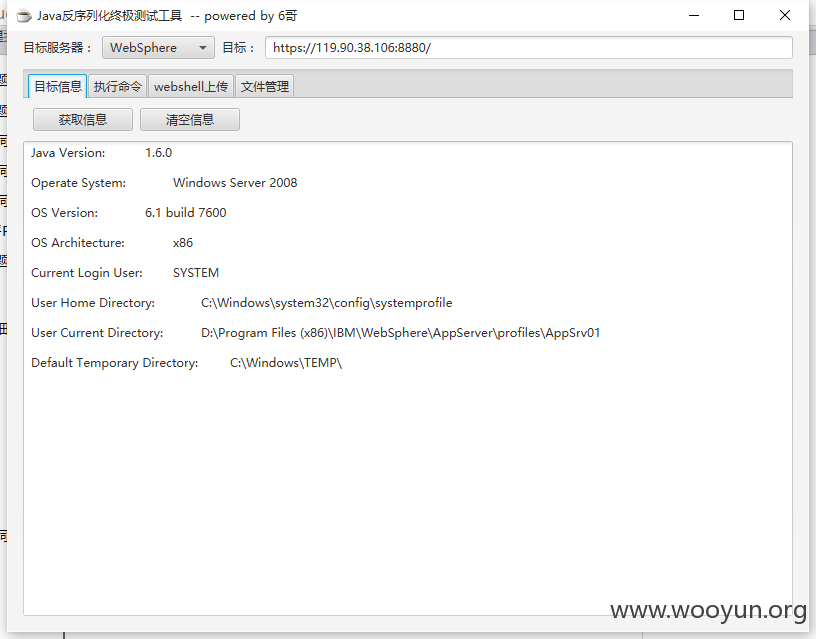 Java反序列化终极测试工具 -- powered by 6哥
目标服务器： WebSphere 目标： https://119.90.38.106:8880/
目标信息 执行命令 webshell上传 文件管理
获取信息 清空信息
Java Version: 1.6.0
Operate System: Windows Server 2008
OS Version: 6.1 build 7600
OS Architecture: x86
Current Login User: SYSTEM
User Home Directory: C:\Windows\system32\config\systemprofile
User Current Directory: D:\Program Files (x86)\IBM\WebSphere\AppServer\profiles\AppSrv01
Default Temporary Directory: C:\Windows\TEMP\
www.wooyun.org